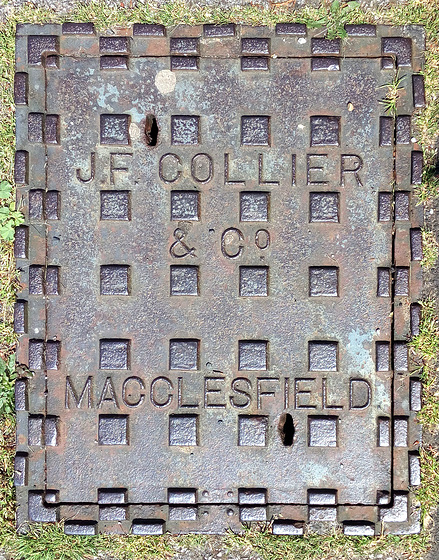 J.F. COLLIER
& Co
MACCLESFIELD